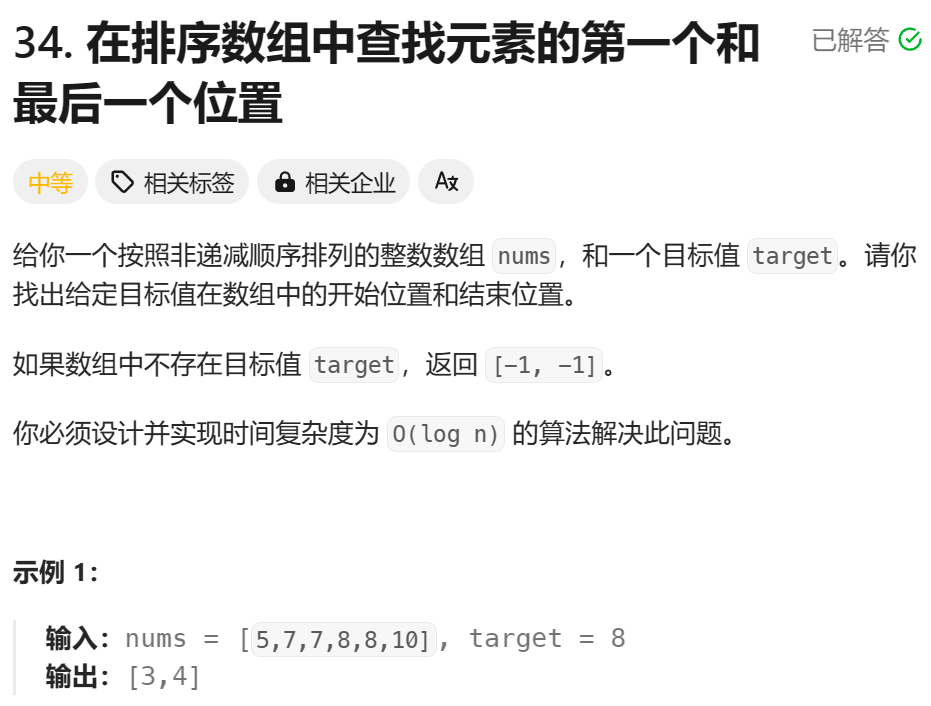 34. 在排序数组中查找元素的第一个和
最后一个位置
已解答
中等 相关标签 相关企业 Ax
给你一个按照非递减顺序排列的整数数组 nums，和一个目标值 target。请你
找出给定目标值在数组中的开始位置和结束位置。
如果数组中不存在目标值 target，返回 [-1, -1]。
你必须设计并实现时间复杂度为 O(log n) 的算法解决此问题。
示例 1：
输入：nums = [5,7,7,8,8,10], target = 8
输出：[3,4]